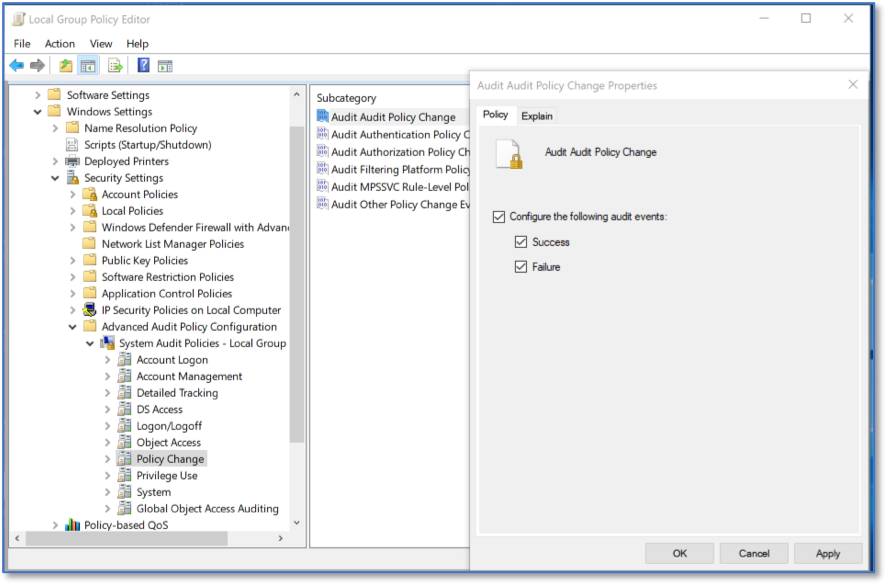 Local Group Policy Editor
File Action View Help
Software Settings
Windows Settings
Name Resolution Policy
Scripts (Startup/Shutdown)
Deployed Printers
Security Settings
Account Policies
Local Policies
Windows Defender Firewall with Advan
Network List Manager Policies
Public Key Policies
Software Restriction Policies
Application Control Policies
IP Security Policies on Local Computer
Advanced Audit Policy Configuration
System Audit Policies - Local Group
Account Logon
Account Management
Detailed Tracking
DS Access
Logon/Logoff
Object Access
Policy Change
Privilege Use
System
Global Object Access Auditing
Policy-based QoS
Subcategory
Audit Audit Policy Change
Audit Authentication Policy C
Audit Authorization Policy Ch
Audit Filtering Platform Policy
Audit MPSSVC Rule-Level Pol
Audit Other Policy Change Ev
Audit Audit Policy Change Properties
Policy Explain
Audit Audit Policy Change
Configure the following audit events:
Success
Failure
OK Cancel Apply